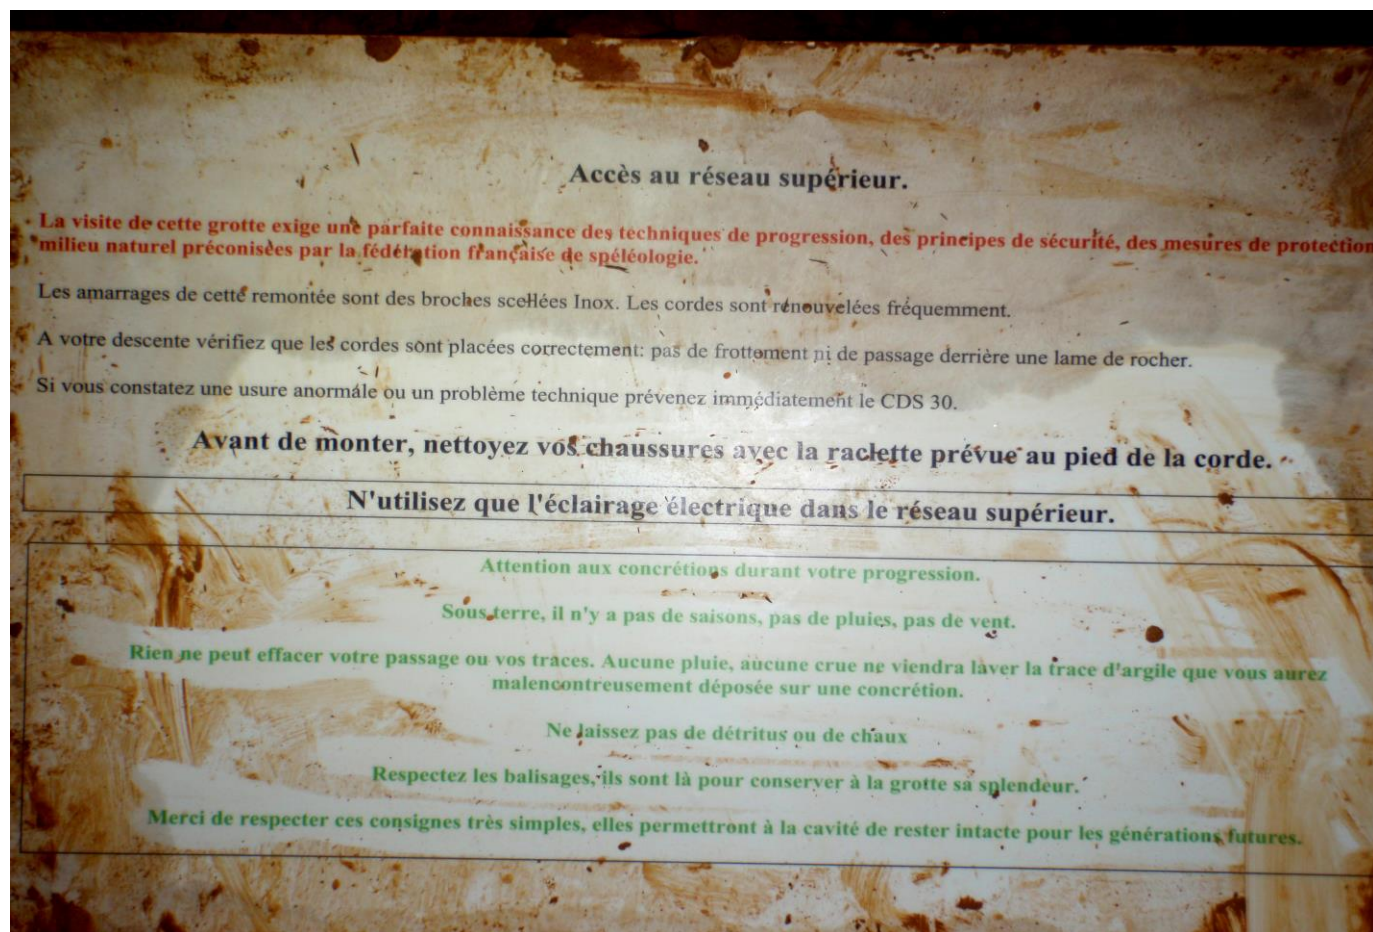 Accès au réseau supérieur.
La visite de cette grotte exige une parfaite connaissance des techniques de progression, des principes de sécurité, des mesures de protection
milieu naturel préconisées par la fédération française de spéléologie.
Les amarrages de cette remontée sont des broches scellées Inox. Les cordes sont renouvelées fréquemment.
A votre descente vérifiez que les cordes sont placées correctement: pas de frottement ni de passage derrière une lame de rocher.
Si vous constatez une usure anormale ou un problème technique prévenez immédiatement le CDS 30.
Avant de monter, nettoyez vos chaussures avec la raclette prévue au pied de la corde.
N'utilisez que l'éclairage électrique dans le réseau supérieur.
Attention aux concrétions durant votre progression.
Sous terre, il n'y a pas de saisons, pas de pluies, pas de vent.
Rien ne peut effacer votre passage ou vos traces. Aucune pluie, aucune crue ne viendra laver la trace d'argile que vous aurez
malencontreusement déposée sur une concrétion.
Ne laissez pas de détritus ou de chaux
Respectez les balisages, ils sont là pour conserver à la grotte sa splendeur.
Merci de respecter ces consignes très simples, elles permettront à la cavité de rester intacte pour les générations futures.